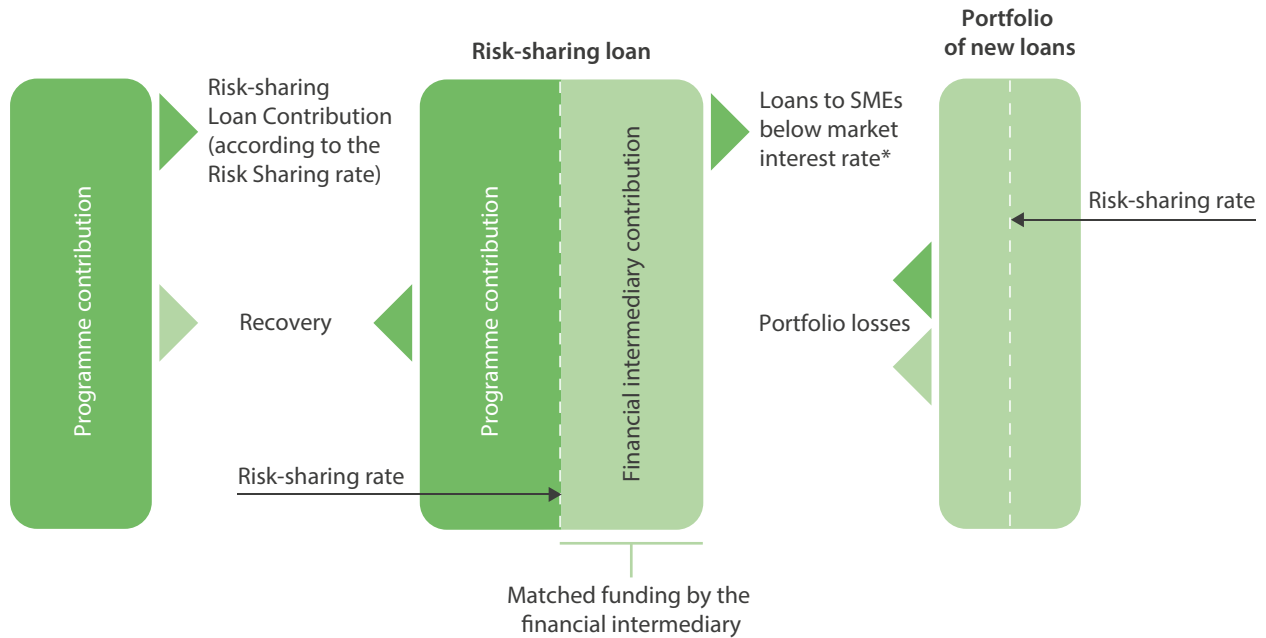 Portfolio
of new loans
Risk-sharing loan
Programme contribution
Risk-sharing
Loan Contribution
(according to the
Risk Sharing rate)
Programme contribution
Financial intermediary contribution
Loans to SMEs
below market
interest rate*
Risk-sharing rate
Recovery
Portfolio losses
Risk-sharing rate
Matched funding by the
financial intermediary